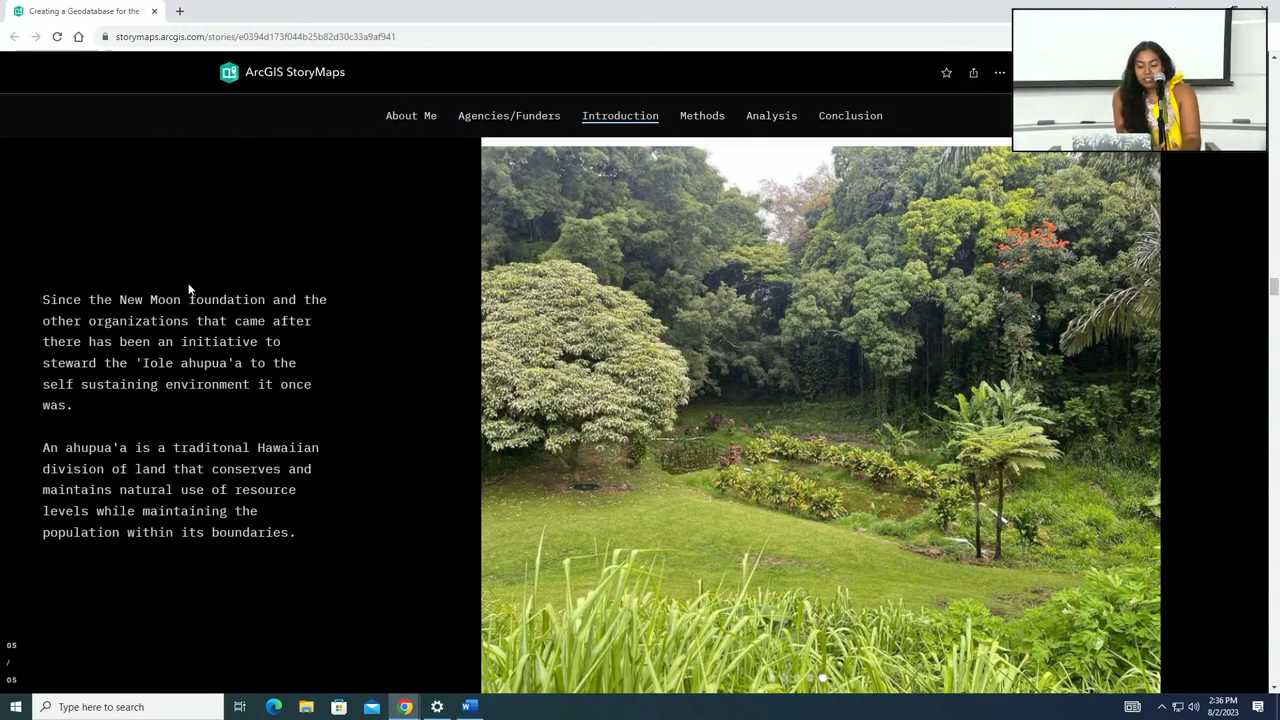 Creating a Geodatabase for the
storymaps.arcgis.com/stories/e0394d173f044b25b82d30c33a9af941
ArcGIS StoryMaps
About Me Agencies/Funders Introduction Methods Analysis Conclusion
Since the New Moon foundation and the
other organizations that came after
there has been an initiative to
steward the 'Iole ahupua'a to the
self sustaining environment it once
was.
An ahupua'a is a traditonal Hawaiian
division of land that conserves and
maintains natural use of resource
levels while maintaining the
population within its boundaries.
05
/
05
Type here to search
2:36 PM
8/2/2023